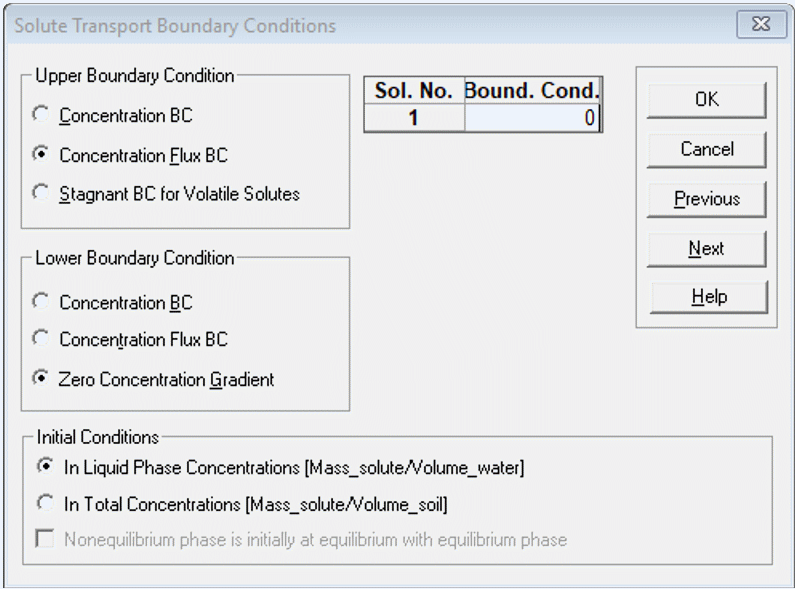 Solute Transport Boundary Conditions
Upper Boundary Condition
Concentration BC
Concentration Flux BC
Stagnant BC for Volatile Solutes
Sol. No. Bound. Cond.
1 0
OK
Cancel
Previous
Next
Help
Lower Boundary Condition
Concentration BC
Concentration Flux BC
Zero Concentration Gradient
Initial Conditions
In Liquid Phase Concentrations [Mass_solute/Volume_water]
In Total Concentrations [Mass_solute/Volume_soil]
Nonequilibrium phase is initially at equilibrium with equilibrium phase